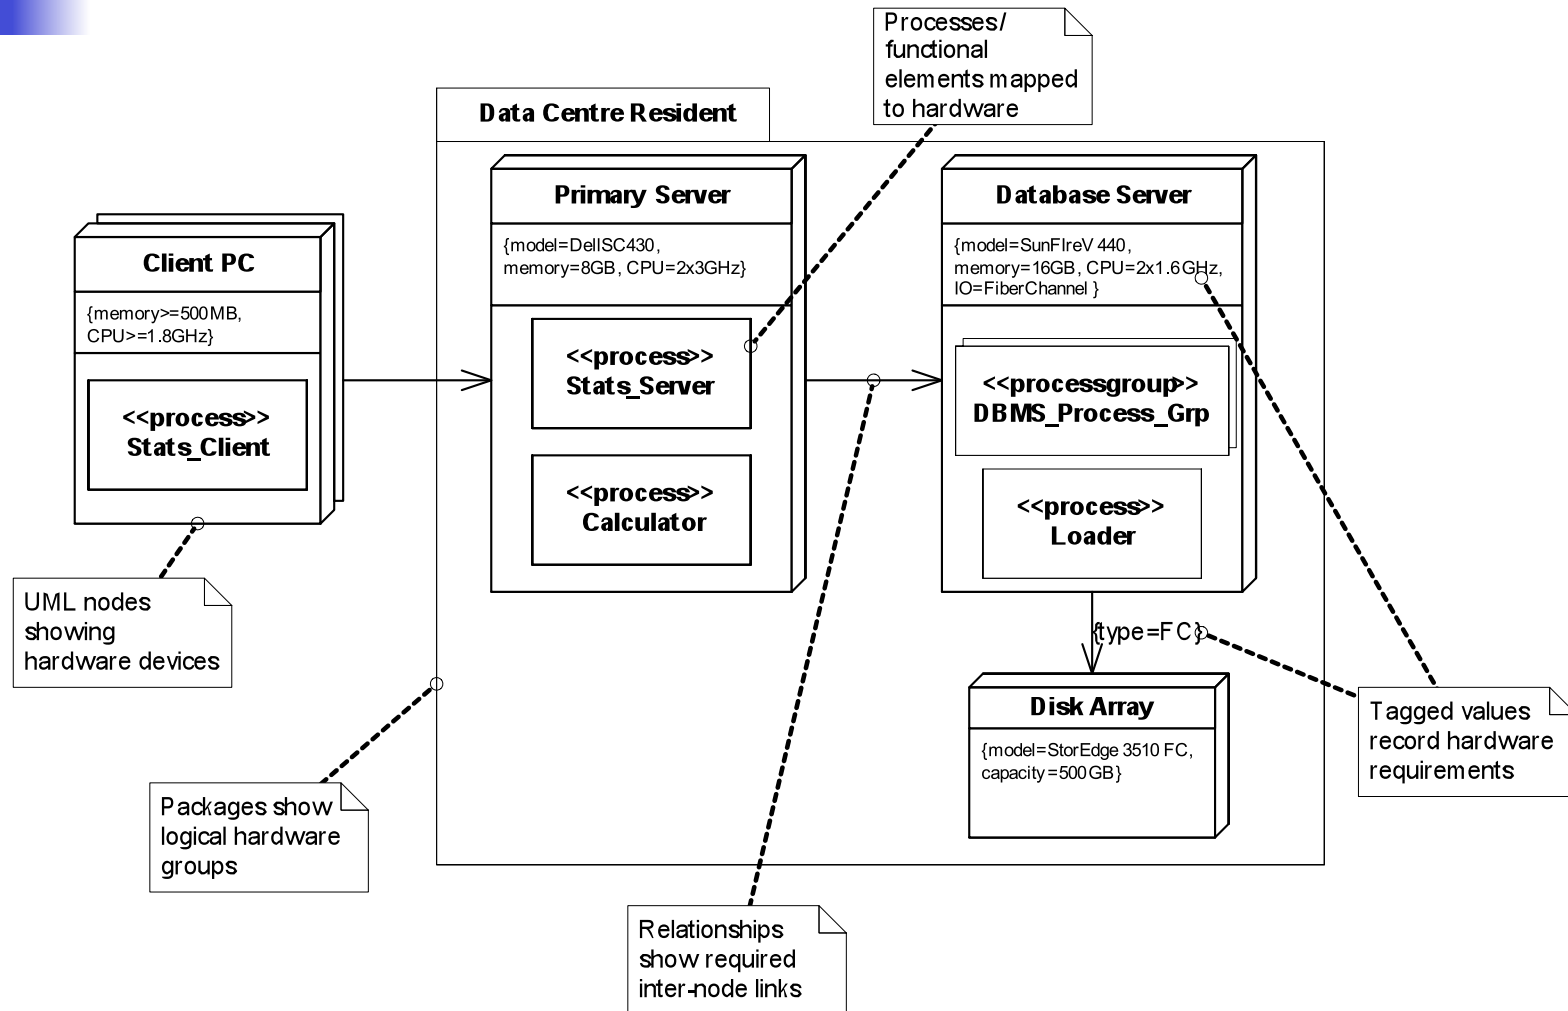 Processes/
functional
elements mapped
to hardware
Data Centre Resident
Primary Server
{model=DellSC430,
memory=8GB, CPU=2x3GHz}
<<process>>
Stats_Server
<<process>>
Calculator
Database Server
{model=SunFIreV440,
memory=16GB, CPU=2x1.6GHz,
IO=FiberChannel }
<<processgroup>>
DBMS_Process_Grp
<<process>>
Loader
Client PC
{memory>=500MB,
CPU>=1.8GHz}
<<process>>
Stats_Client
UML nodes
showing
hardware devices
{type=FC}
Disk Array
{model=StorEdge 3510 FC,
capacity=500GB}
Tagged values
record hardware
requirements
Packages show
logical hardware
groups
Relationships
show required
inter-node links